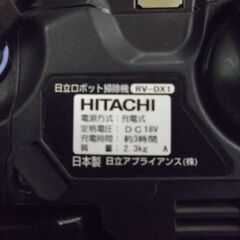 日立ロボット掃除機 RV-DX1
HITACHI
電源方式：充電式
定格電圧：DC18V
充電時間：約3時間
質 量：2.3kg A
日本製 日立アプライアンス(株)